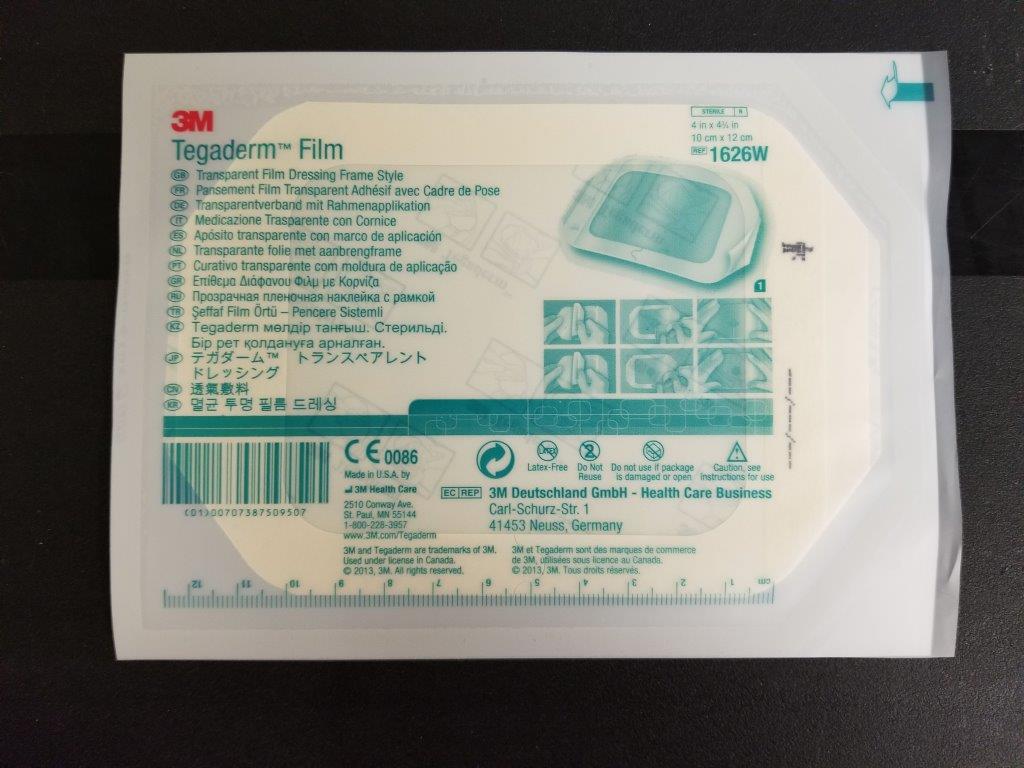 3M
Tegaderm™ Film
GB Transparent Film Dressing Frame Style
FR Pansement Film Transparent Adhésif avec Cadre de Pose
DE Transparentverband mit Rahmenapplikation
IT Medicazione Trasparente con Cornice
ES Apósito transparente con marco de aplicación
NL Transparante folie met aanbrengframe
PT Curativo transparente com moldura de aplicação
GR Επίθεμα Διάφανου Φιλμ με Κορνίζα
RU Прозрачная пленочная наклейка с рамкой
TR Şeffaf Film Örtü – Pencere Sistemli
KZ Tegaderm мөлдір таңғыш. Стерильді.
Бір рет қолдануға арналған.
JP テガダーム™ トランスペアレント
ドレッシング
CN 透氣敷料
KR 멸균 투명 필름 드레싱
STERILE R
4 in x 4¾ in
10 cm x 12 cm
REF 1626W
1
(01)00707387509507
CE 0086
Made in U.S.A. by
3M Health Care
2510 Conway Ave.
St. Paul, MN 55144
1-800-228-3957
www.3M.com/Tegaderm
LATEX
Latex-Free
2
Do Not
Reuse
Do not use if package
is damaged or open
Caution, see
instructions for use
EC REP 3M Deutschland GmbH - Health Care Business
Carl-Schurz-Str. 1
41453 Neuss, Germany
3M and Tegaderm are trademarks of 3M.
Used under license in Canada.
© 2013, 3M. All rights reserved.
3M et Tegaderm sont des marques de commerce
de 3M, utilisées sous licence au Canada.
© 2013, 3M. Tous droits réservés.
12 11 10 9 8 7 6 5 4 3 2 1 cm